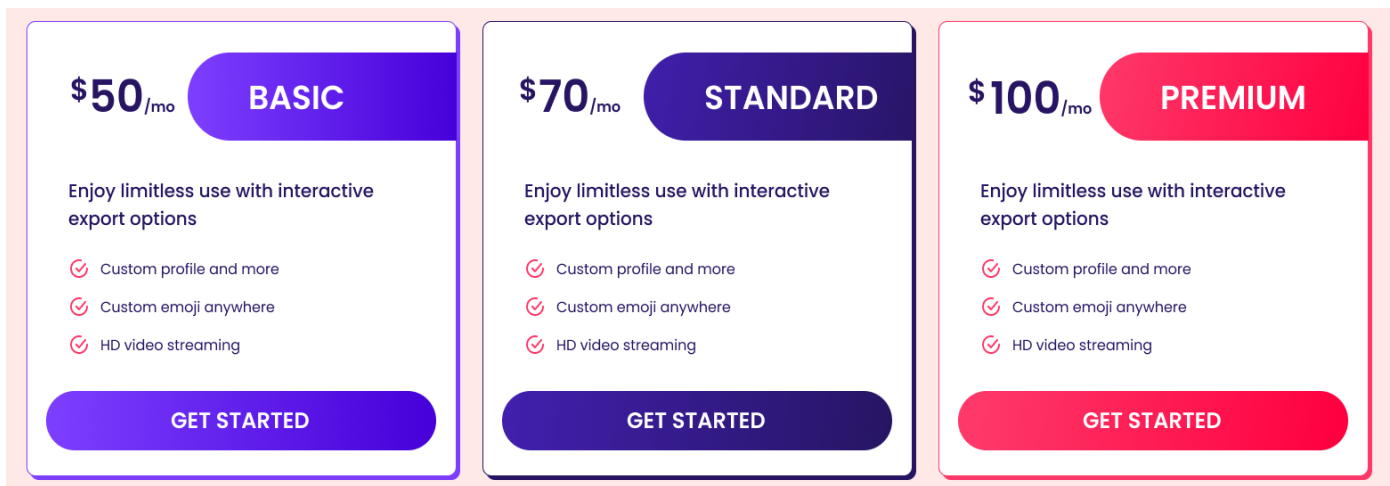 $50/mo BASIC
Enjoy limitless use with interactive
export options
Custom profile and more
Custom emoji anywhere
HD video streaming
GET STARTED
$70/mo STANDARD
Enjoy limitless use with interactive
export options
Custom profile and more
Custom emoji anywhere
HD video streaming
GET STARTED
$100/mo PREMIUM
Enjoy limitless use with interactive
export options
Custom profile and more
Custom emoji anywhere
HD video streaming
GET STARTED